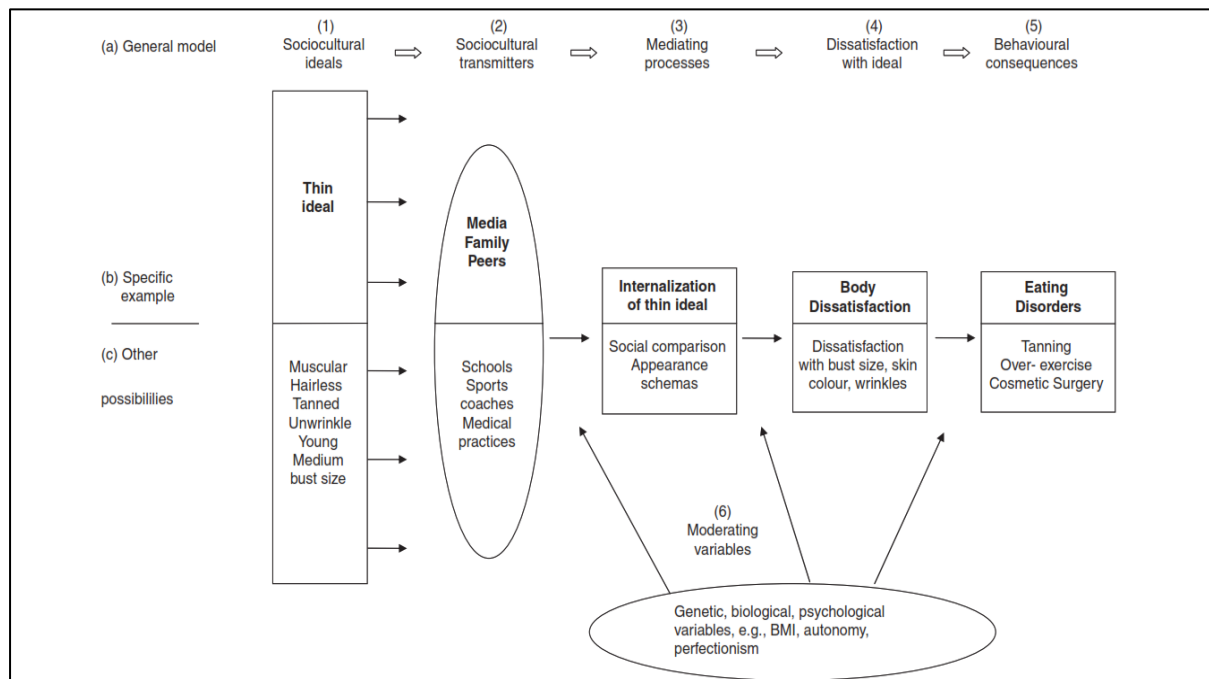 (a) General model
(1)
Sociocultural
ideals
(2)
Sociocultural
transmitters
(3)
Mediating
processes
(4)
Dissatisfaction
with ideal
(5)
Behavioural
consequences
(b) Specific
example
Thin
ideal
Media
Family
Peers
Internalization
of thin ideal
Body
Dissatisfaction
Eating
Disorders
(c) Other
possibililies
Muscular
Hairless
Tanned
Unwrinkle
Young
Medium
bust size
Schools
Sports
coaches
Medical
practices
Social comparison
Appearance
schemas
Dissatisfaction
with bust size, skin
colour, wrinkles
Tanning
Over- exercise
Cosmetic Surgery
(6)
Moderating
variables
Genetic, biological, psychological
variables, e.g., BMI, autonomy,
perfectionism